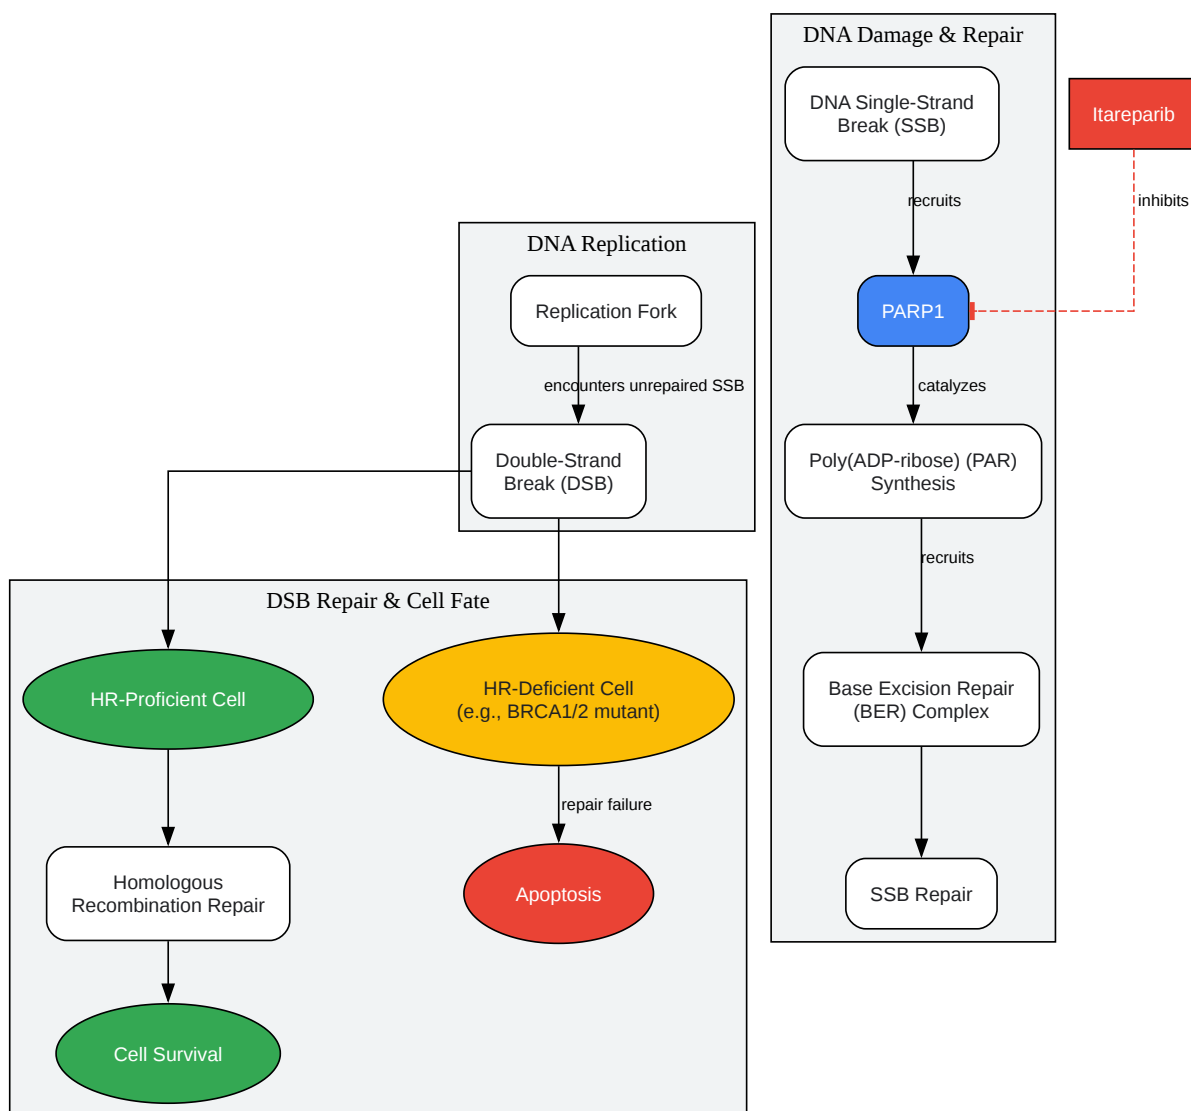 DNA Damage & Repair
DNA Single-Strand
Break (SSB)
Itareparib
recruits
inhibits
DNA Replication
Replication Fork
PARP1
encounters unrepaired SSB
catalyzes
Double-Strand
Break (DSB)
Poly(ADP-ribose) (PAR)
Synthesis
recruits
DSB Repair & Cell Fate
HR-Proficient Cell
HR-Deficient Cell
(e.g., BRCA1/2 mutant)
Base Excision Repair
(BER) Complex
repair failure
Homologous
Recombination Repair
Apoptosis
SSB Repair
Cell Survival